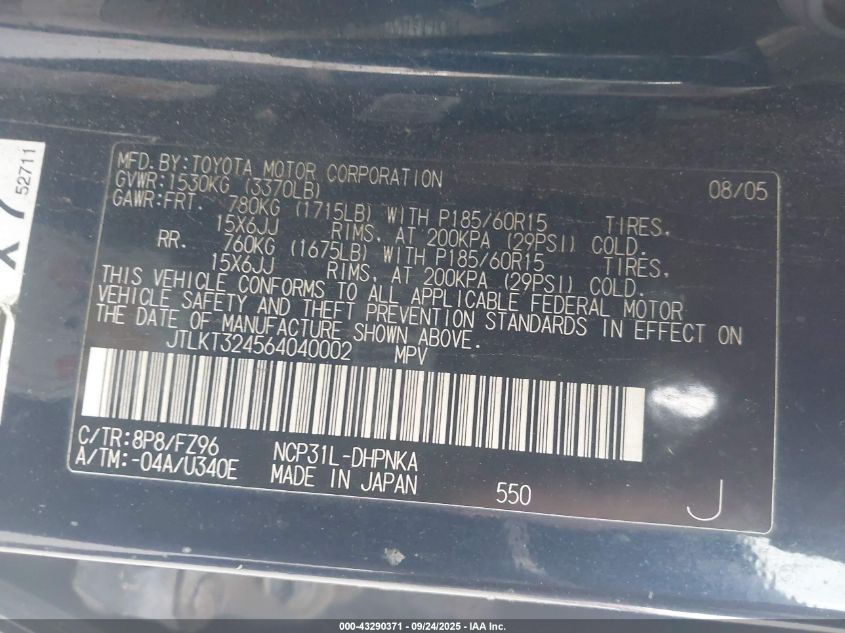 X7
52711
MFD. BY:TOYOTA MOTOR CORPORATION 08/05
GVWR:1530KG (3370LB)
GAWR:FRT. 780KG (1715LB) WITH P185/60R15 TIRES.
15X6JJ RIMS. AT 200KPA (29PSI) COLD.
RR. 760KG (1675LB) WITH P185/60R15 TIRES.
15X6JJ RIMS. AT 200KPA (29PSI) COLD.
THIS VEHICLE CONFORMS TO ALL APPLICABLE FEDERAL MOTOR
VEHICLE SAFETY AND THEFT PREVENTION STANDARDS IN EFFECT ON
THE DATE OF MANUFACTURE SHOWN ABOVE.
JTLKT324564040002 MPV
C/TR:8P8/FZ96 NCP31L-DHPNKA
A/TM:-04A/U340E MADE IN JAPAN 550 J
000-43290371 - 09/24/2025 - IAA Inc.